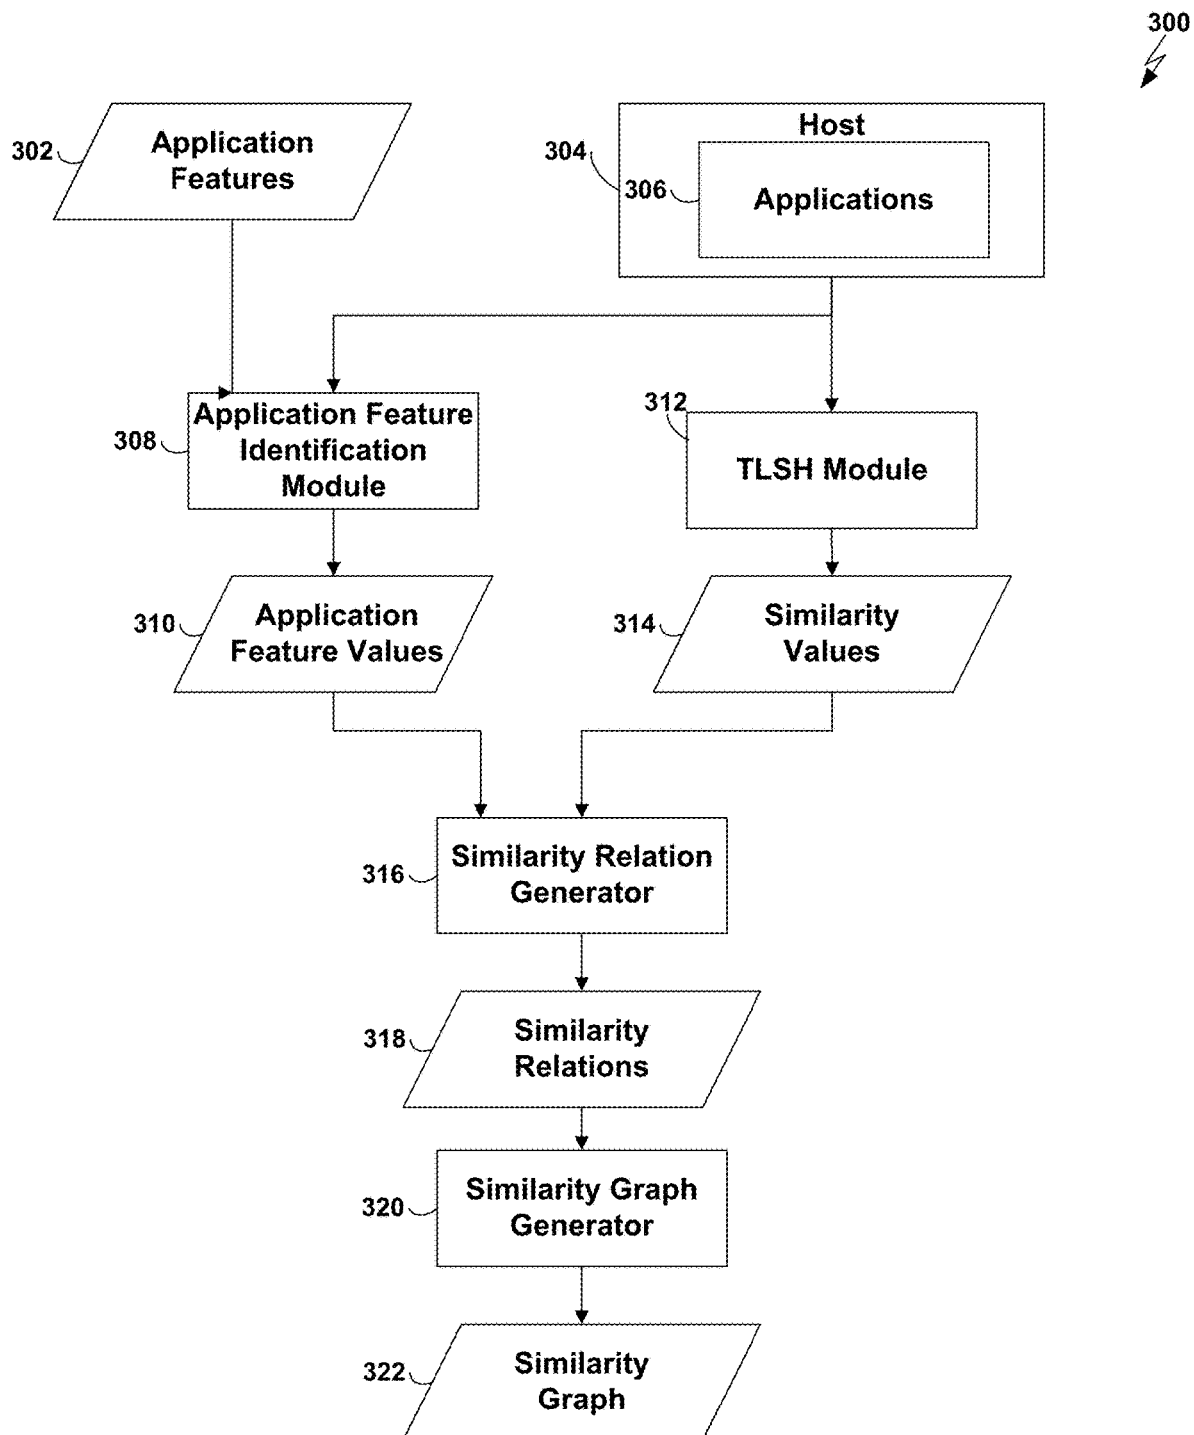 300
302
Application
Features
Host
304
306
Applications
308
Application Feature
Identification
Module
312
TLSH Module
310
Application
Feature Values
314
Similarity
Values
316
Similarity Relation
Generator
318
Similarity
Relations
320
Similarity Graph
Generator
322
Similarity
Graph